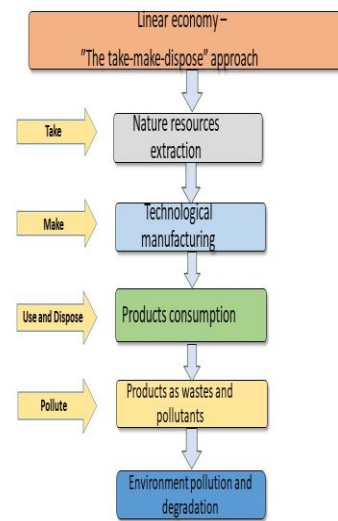 Linear economy –
"The take-make-dispose" approach
Take
Nature resources
extraction
Make
Technological
manufacturing
Use and Dispose
Products consumption
Pollute
Products as wastes and
pollutants
Environment pollution and
degradation